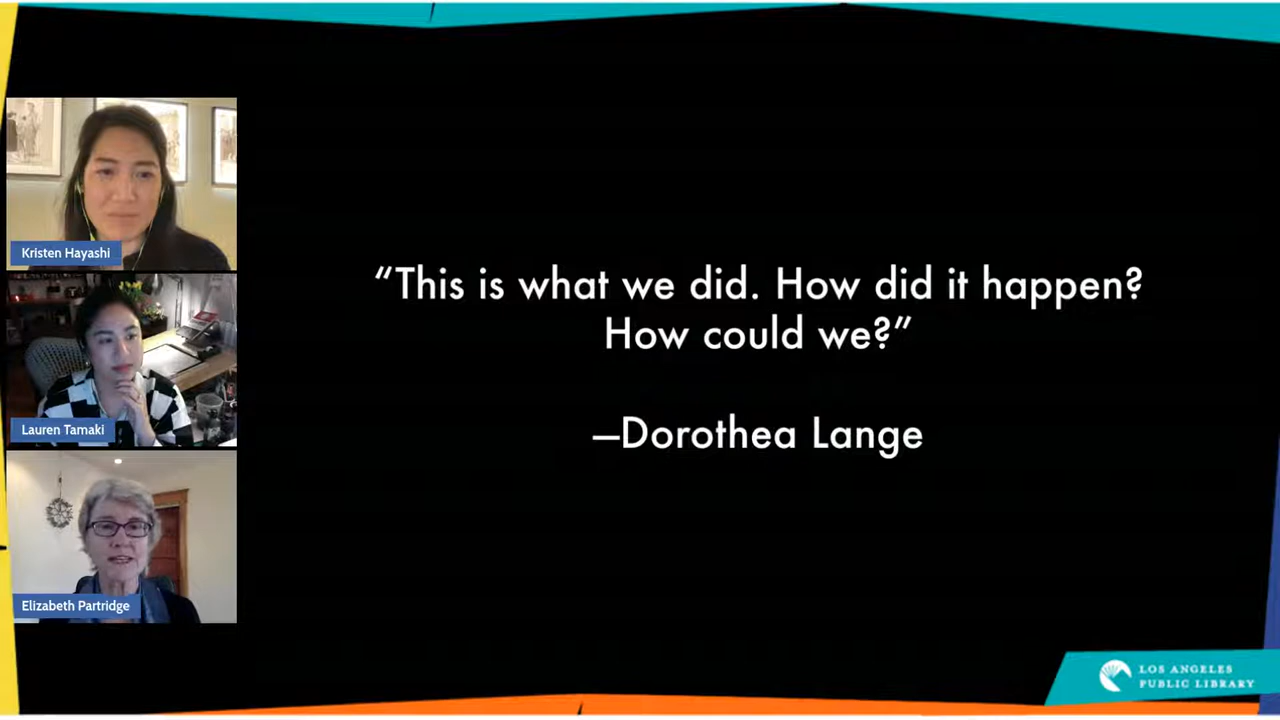 Kristen Hayashi
Lauren Tamaki
Elizabeth Partridge
“This is what we did. How did it happen?
How could we?”
—Dorothea Lange
LOS ANGELES
PUBLIC LIBRARY